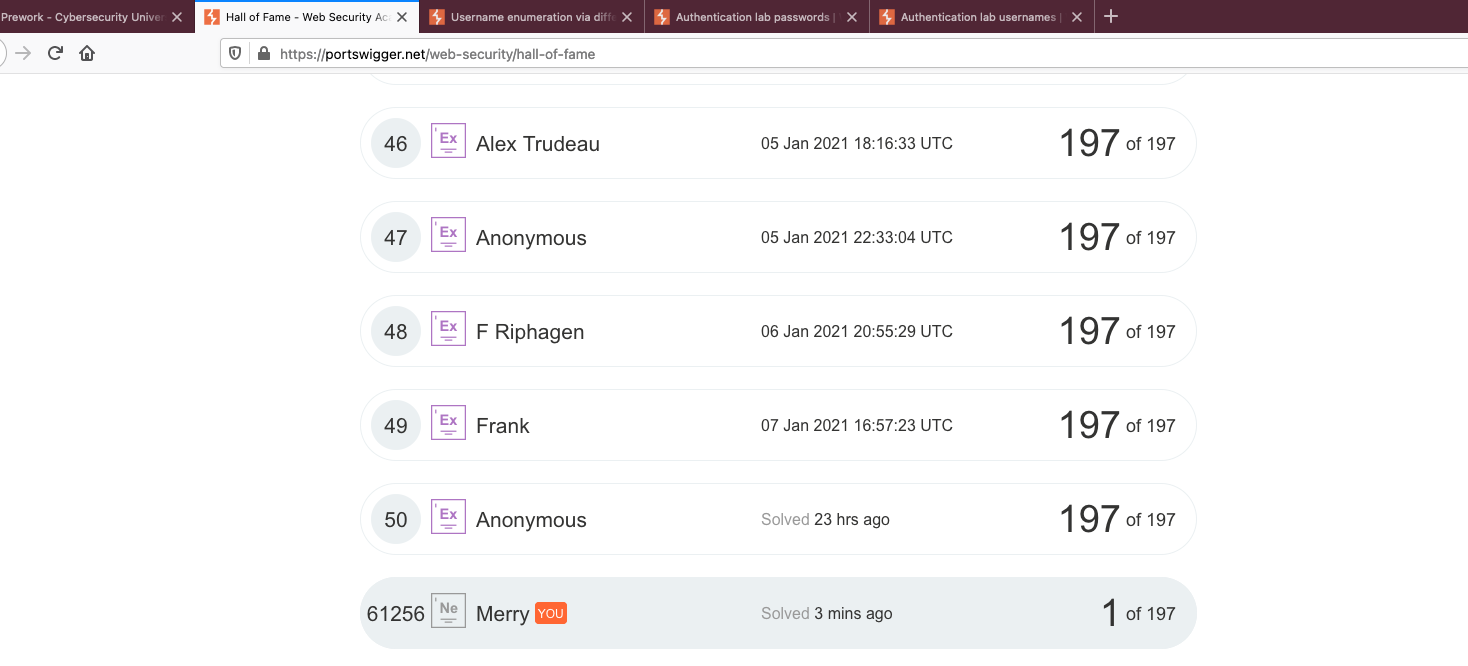 Prework - Cybersecurity Univer
Hall of Fame - Web Security Aca
Username enumeration via diffe
Authentication lab passwords |
Authentication lab usernames |
https://portswigger.net/web-security/hall-of-fame
46 Ex Alex Trudeau 05 Jan 2021 18:16:33 UTC 197 of 197
47 Ex Anonymous 05 Jan 2021 22:33:04 UTC 197 of 197
48 Ex F Riphagen 06 Jan 2021 20:55:29 UTC 197 of 197
49 Ex Frank 07 Jan 2021 16:57:23 UTC 197 of 197
50 Ex Anonymous Solved 23 hrs ago 197 of 197
61256 Ne Merry YOU Solved 3 mins ago 1 of 197